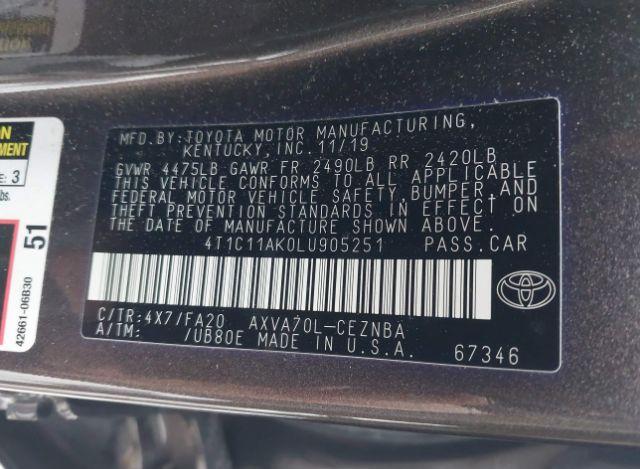 MFD.BY:TOYOTA MOTOR MANUFACTURING,
KENTUCKY, INC. 11/19
GVWR 4475LB GAWR FR 2490LB RR 2420LB
THIS VEHICLE CONFORMS TO ALL APPLICABLE
FEDERAL MOTOR VEHICLE SAFETY, BUMPER, AND
THEFT PREVENTION STANDARDS IN EFFECT ON
THE DATE OF MANUFACTURE SHOWN ABOVE.
4T1C11AK0LU905251 PASS.CAR
C/TR:4X7/FA20 AXVA70L-CEZNBA
A/TM: /UB80E MADE IN U.S.A.
67346
42661-06B30
51
: 3